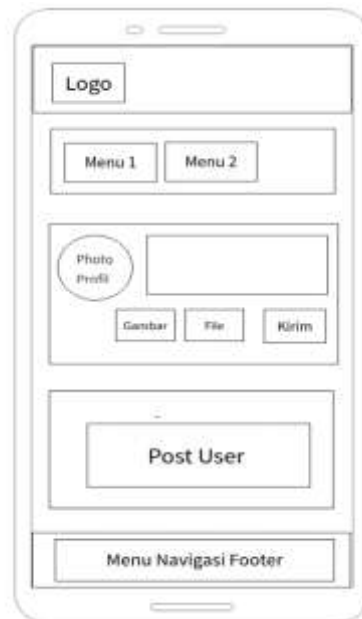 Logo
Menu 1 Menu 2
Photo
Profil
Gambar File Kirim
Post User
Menu Navigasi Footer